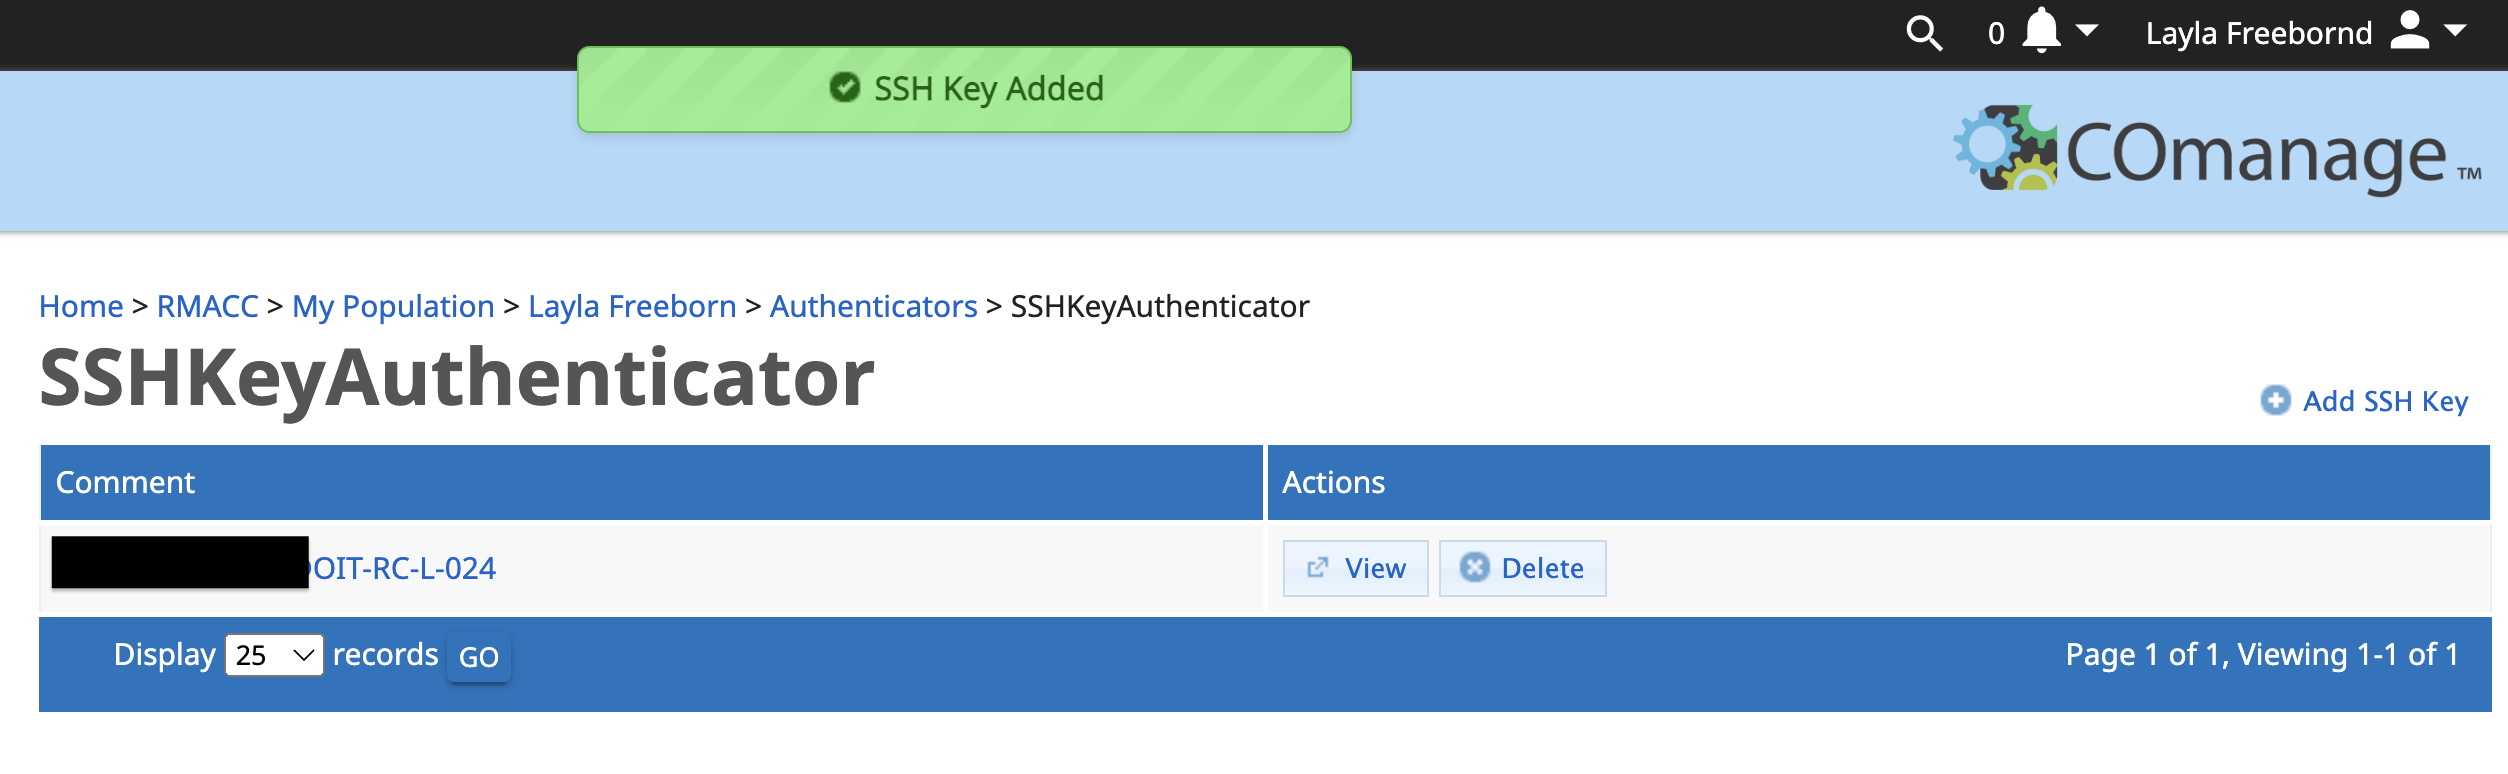 0 Layla Freebornd
SSH Key Added
COmanage™
Home > RMACC > My Population > Layla Freeborn > Authenticators > SSHKeyAuthenticator
SSHKeyAuthenticator
Add SSH Key
Comment Actions
OIT-RC-L-024 View Delete
Display 25 records GO Page 1 of 1, Viewing 1-1 of 1